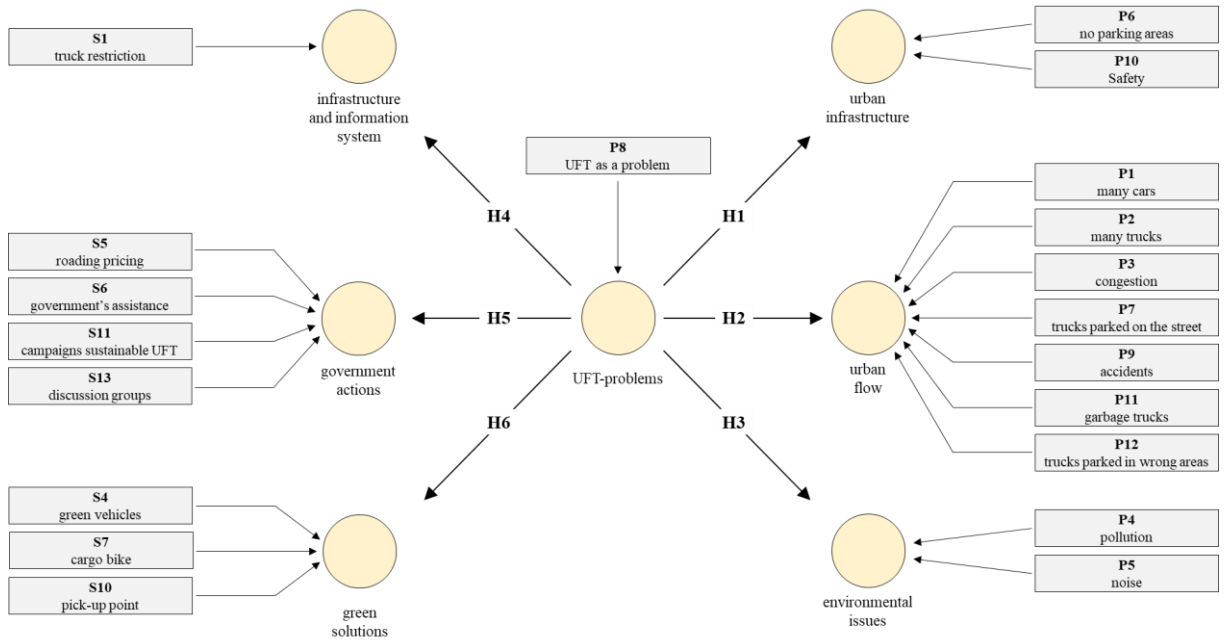 S1
truck restriction
infrastructure
and information
system
P6
no parking areas
P10
Safety
urban
infrastructure
P8
UFT as a problem
H4
H1
S5
roading pricing
S6
government's assistance
S11
campaigns sustainable UFT
S13
discussion groups
government
actions
H5
UFT-problems
H2
urban
flow
P1
many cars
P2
many trucks
P3
congestion
P7
trucks parked on the street
P9
accidents
P11
garbage trucks
P12
trucks parked in wrong areas
H6
H3
S4
green vehicles
S7
cargo bike
S10
pick-up point
green
solutions
environmental
issues
P4
pollution
P5
noise